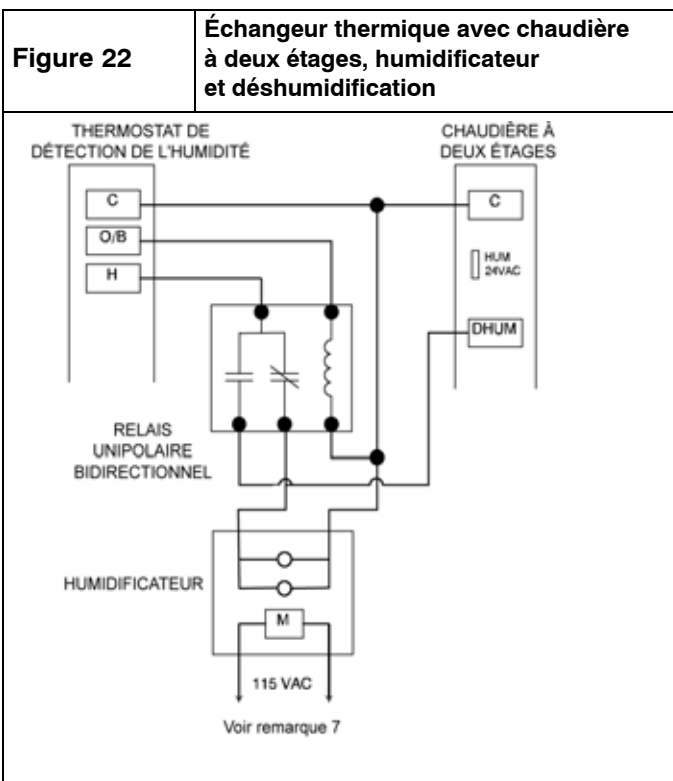 Figure 22
Échangeur thermique avec chaudière
à deux étages, humidificateur
et déshumidification
THERMOSTAT DE
DÉTECTION DE L'HUMIDITÉ
CHAUDIÈRE À
DEUX ÉTAGES
C
C
O/B
H
HUM
24VAC
DHUM
RELAIS
UNIPOLAIRE
BIDIRECTIONNEL
HUMIDIFICATEUR
M
115 VAC
Voir remarque 7